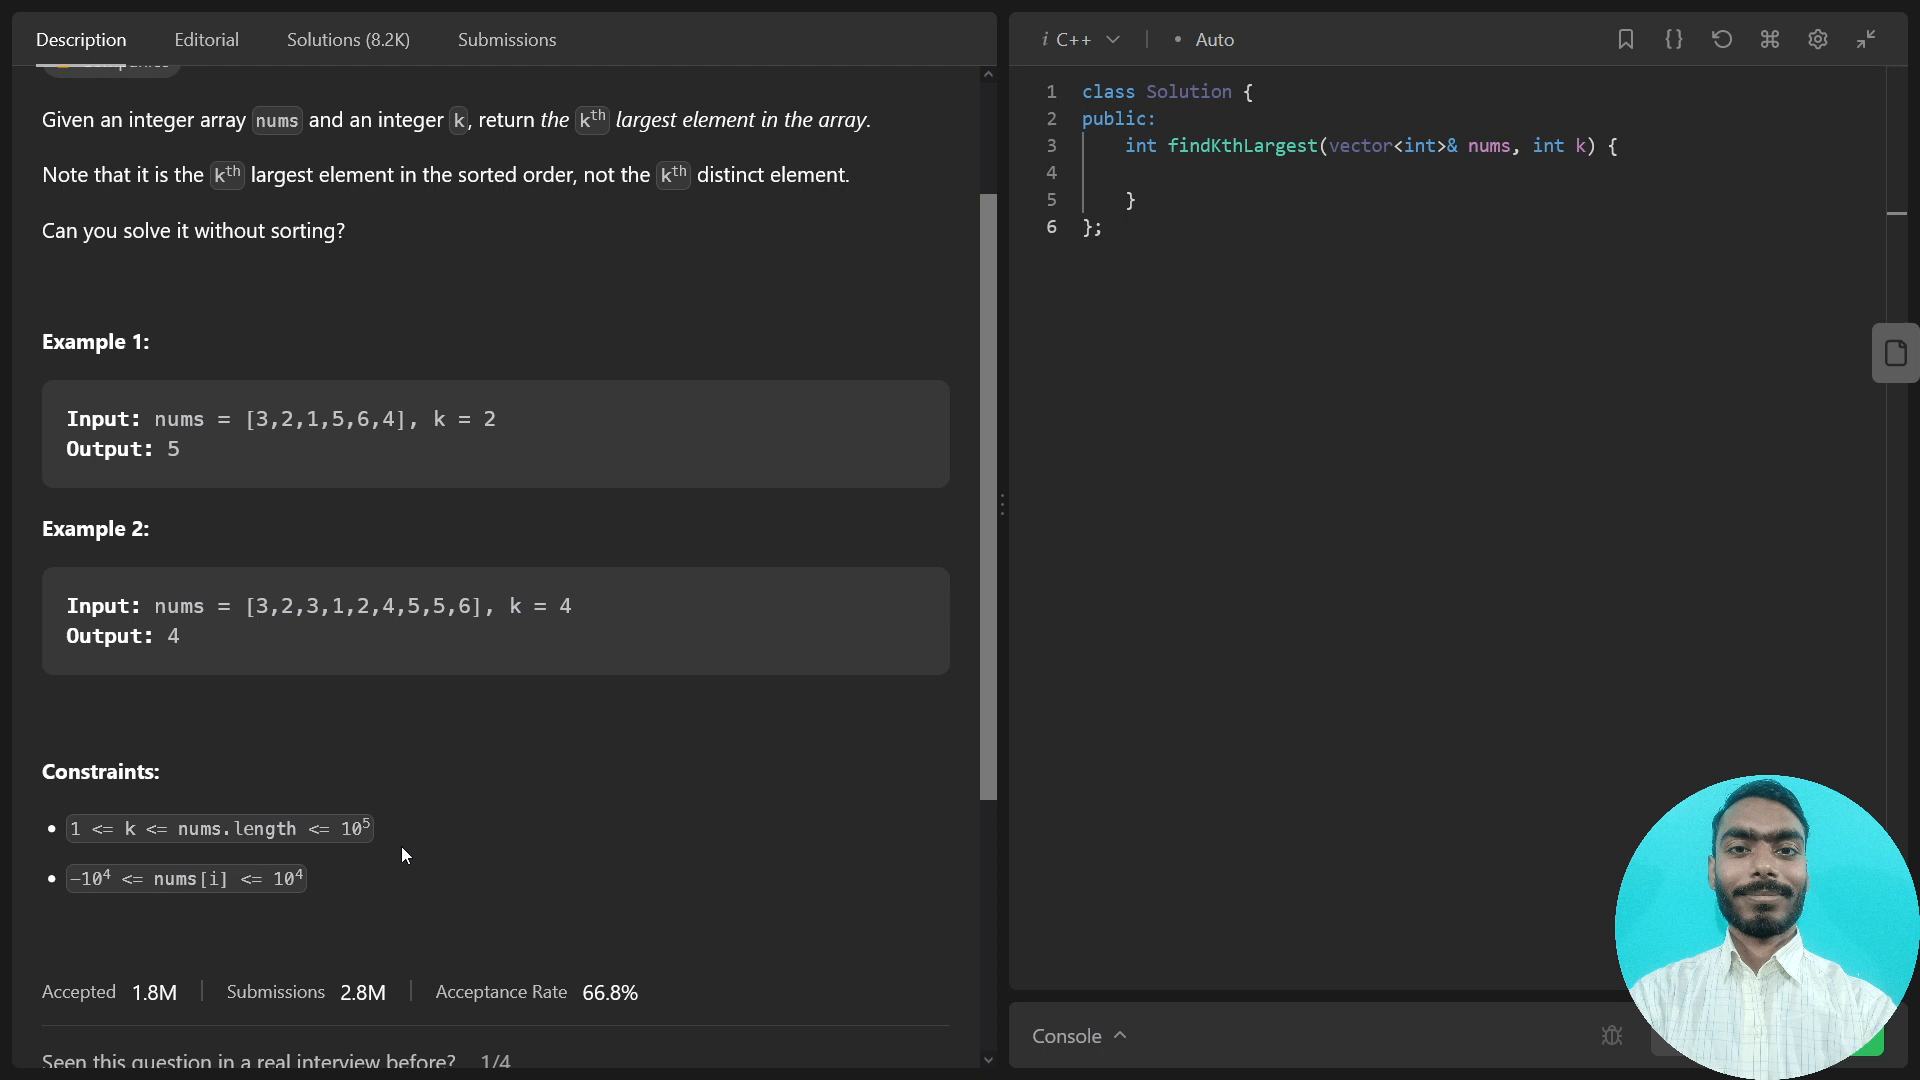 Description Editorial Solutions (8.2K) Submissions
Given an integer array nums and an integer k, return the kth largest element in the array.
Note that it is the kth largest element in the sorted order, not the kth distinct element.
Can you solve it without sorting?
Example 1:
Input: nums = [3,2,1,5,6,4], k = 2
Output: 5
Example 2:
Input: nums = [3,2,3,1,2,4,5,5,6], k = 4
Output: 4
Constraints:
• 1 <= k <= nums.length <= 10⁵
• -10⁴ <= nums[i] <= 10⁴
Accepted 1.8M | Submissions 2.8M | Acceptance Rate 66.8%
Seen this question in a real interview before? 1/4
i C++ | • Auto
1 class Solution {
2 public:
3 int findKthLargest(vector<int>& nums, int k) {
4
5 }
6 };
Console